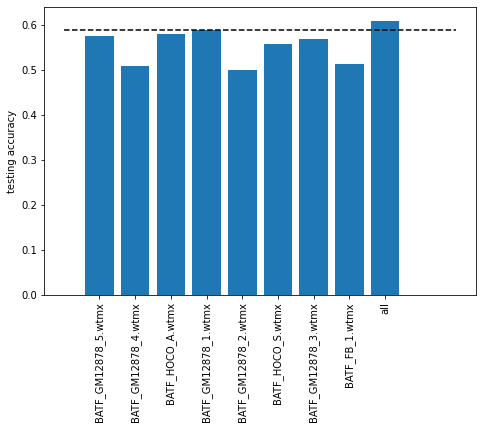 0.6
0.5
0.4
0.3
0.2
0.1
0.0
testing accuracy
BATF_GM12878_5.wtmx
BATF_GM12878_4.wtmx
BATF_HOCO_A.wtmx
BATF_GM12878_1.wtmx
BATF_GM12878_2.wtmx
BATF_HOCO_S.wtmx
BATF_GM12878_3.wtmx
BATF_FB_1.wtmx
all